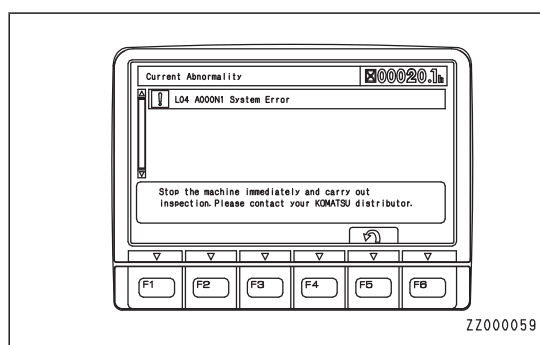 Current Abnormality
00020.1h
! L04 A000N1 System Error
Stop the machine immediately and carry out
inspection. Please contact your KOMATSU distributor.
F1 F2 F3 F4 F5 F6
ZZ000059